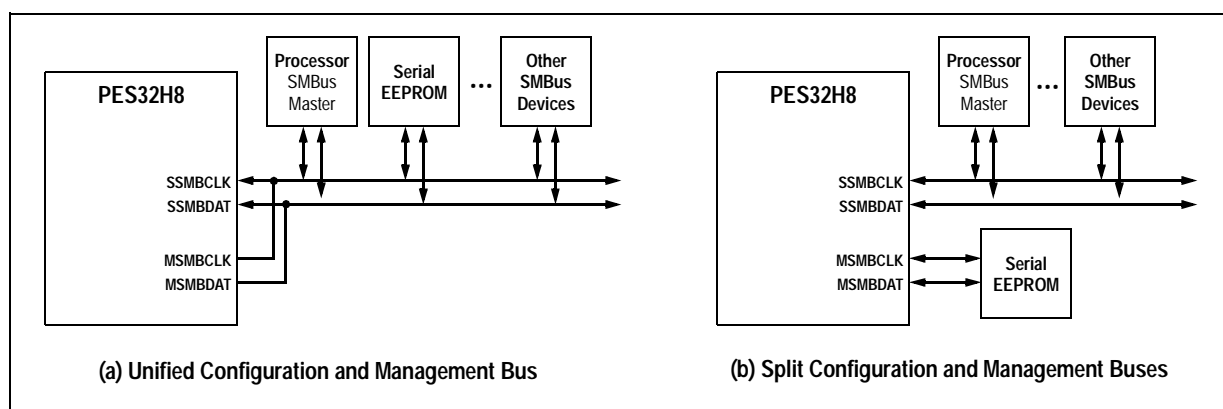 PES32H8
Processor
SMBus
Master
Serial
EEPROM
...
Other
SMBus
Devices
SSMBCLK
SSMBDAT
MSMBCLK
MSMBDAT
(a) Unified Configuration and Management Bus
PES32H8
Processor
SMBus
Master
...
Other
SMBus
Devices
SSMBCLK
SSMBDAT
MSMBCLK
MSMBDAT
Serial
EEPROM
(b) Split Configuration and Management Buses